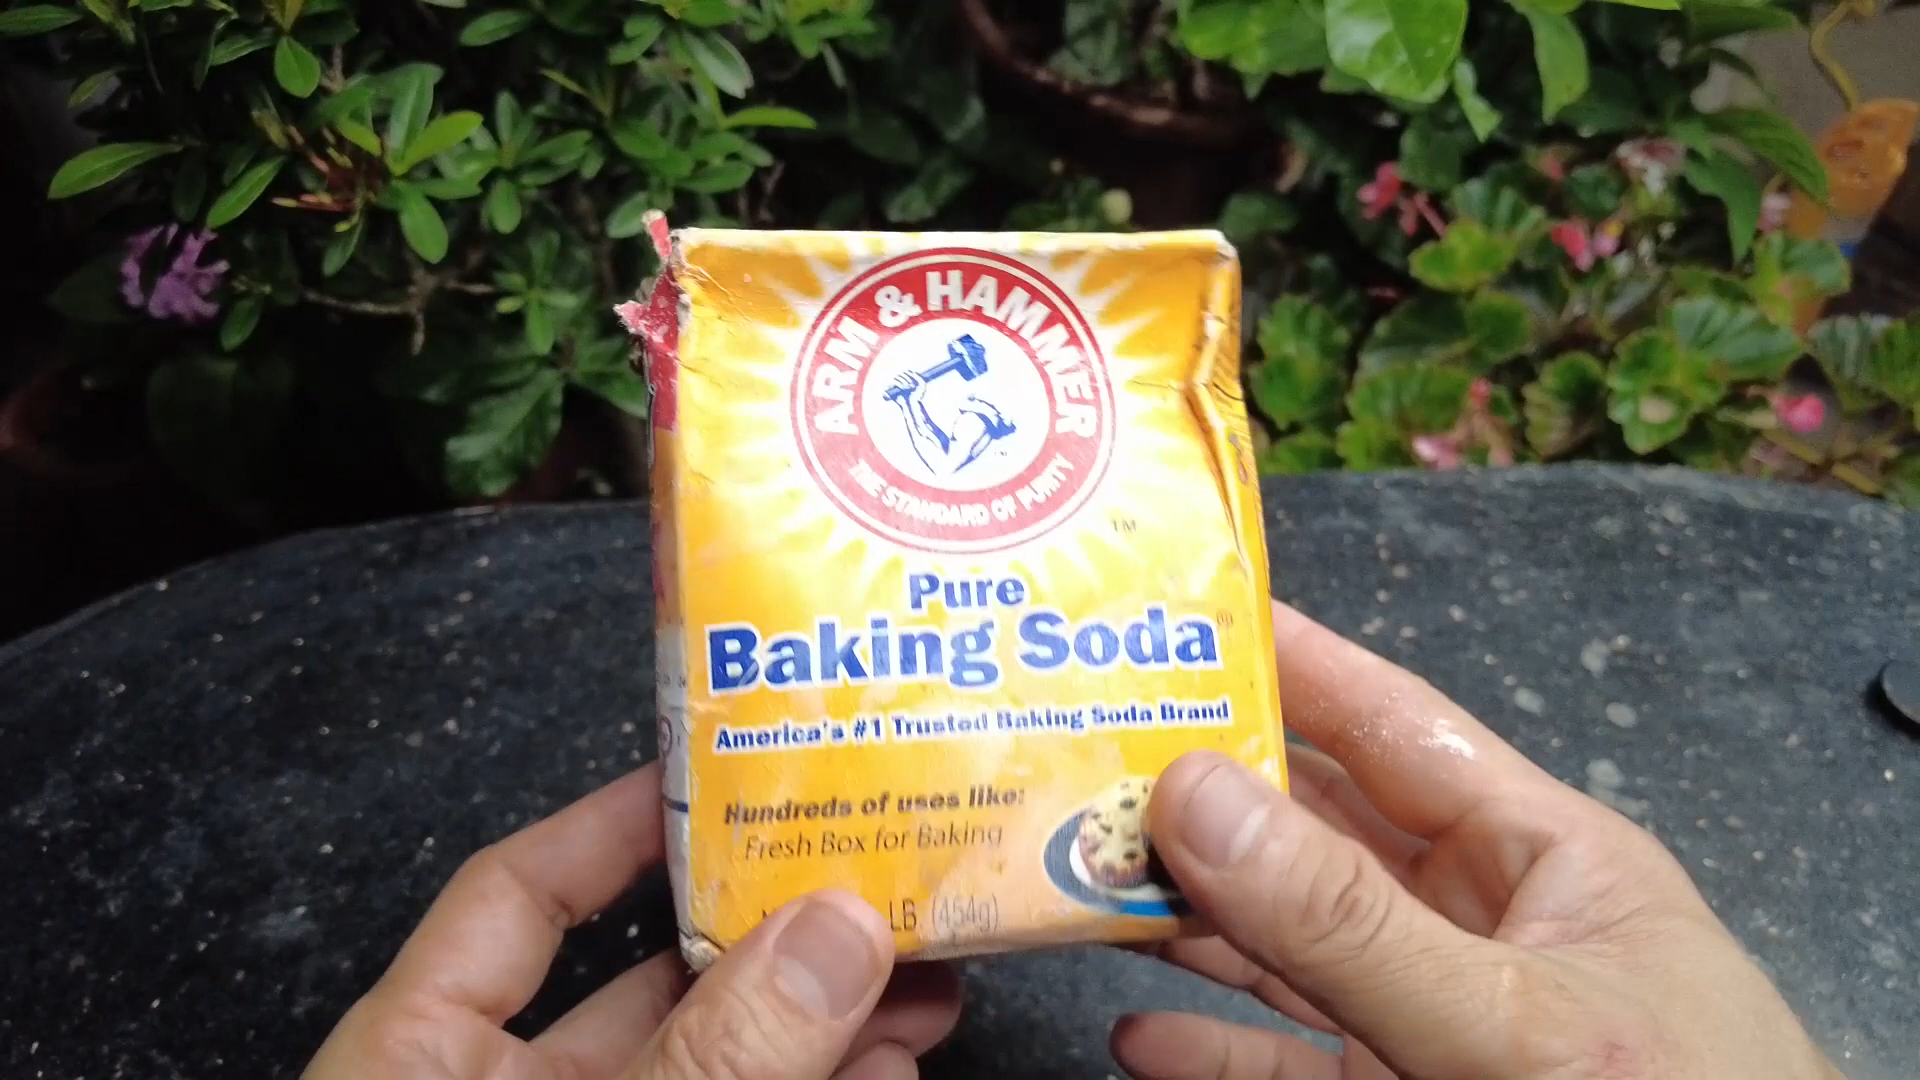 ARM & HAMMER
THE STANDARD OF PURITY
TM
Pure
Baking Soda
America's #1 Trusted Baking Soda Brand
Hundreds of uses like:
Fresh Box for Baking
LB (454g)